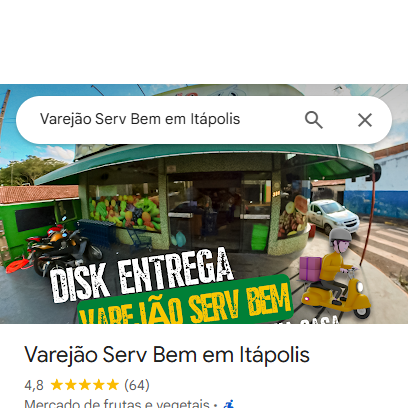 Varejão Serv Bem em Itápolis
DISK ENTREGA
VAREJÃO SERV BEM
CASA
Varejão Serv Bem em Itápolis
4,8 (64)
Mercado de frutas e vegetais ·